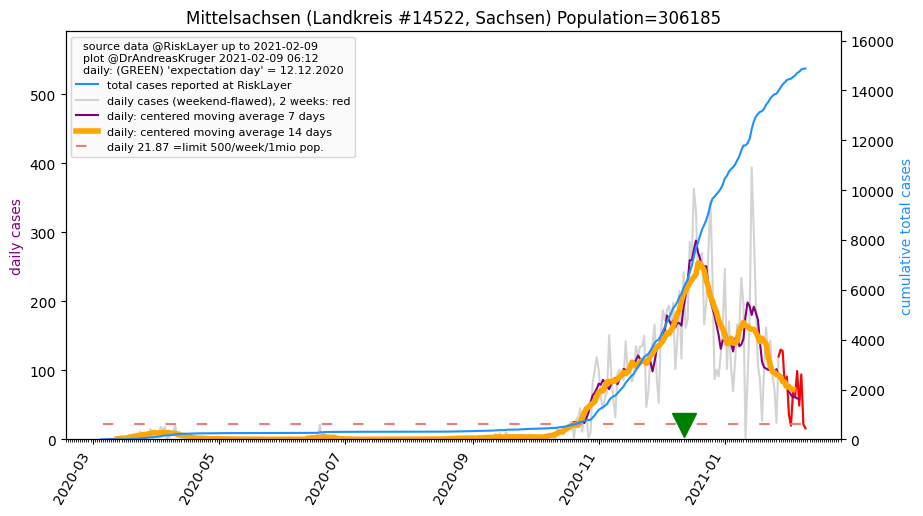 Mittelsachsen (Landkreis #14522, Sachsen) Population=306185
source data @RiskLayer up to 2021-02-09
plot @DrAndreasKruger 2021-02-09 06:12
daily: (GREEN) 'expectation day' = 12.12.2020
total cases reported at RiskLayer
daily cases (weekend-flawed), 2 weeks: red
daily: centered moving average 7 days
daily: centered moving average 14 days
daily 21.87 =limit 500/week/1mio pop.
daily cases
500
400
300
200
100
0
16000
14000
12000
10000
8000
6000
4000
2000
0
cumulative total cases
2020-03
2020-05
2020-07
2020-09
2020-11
2021-01